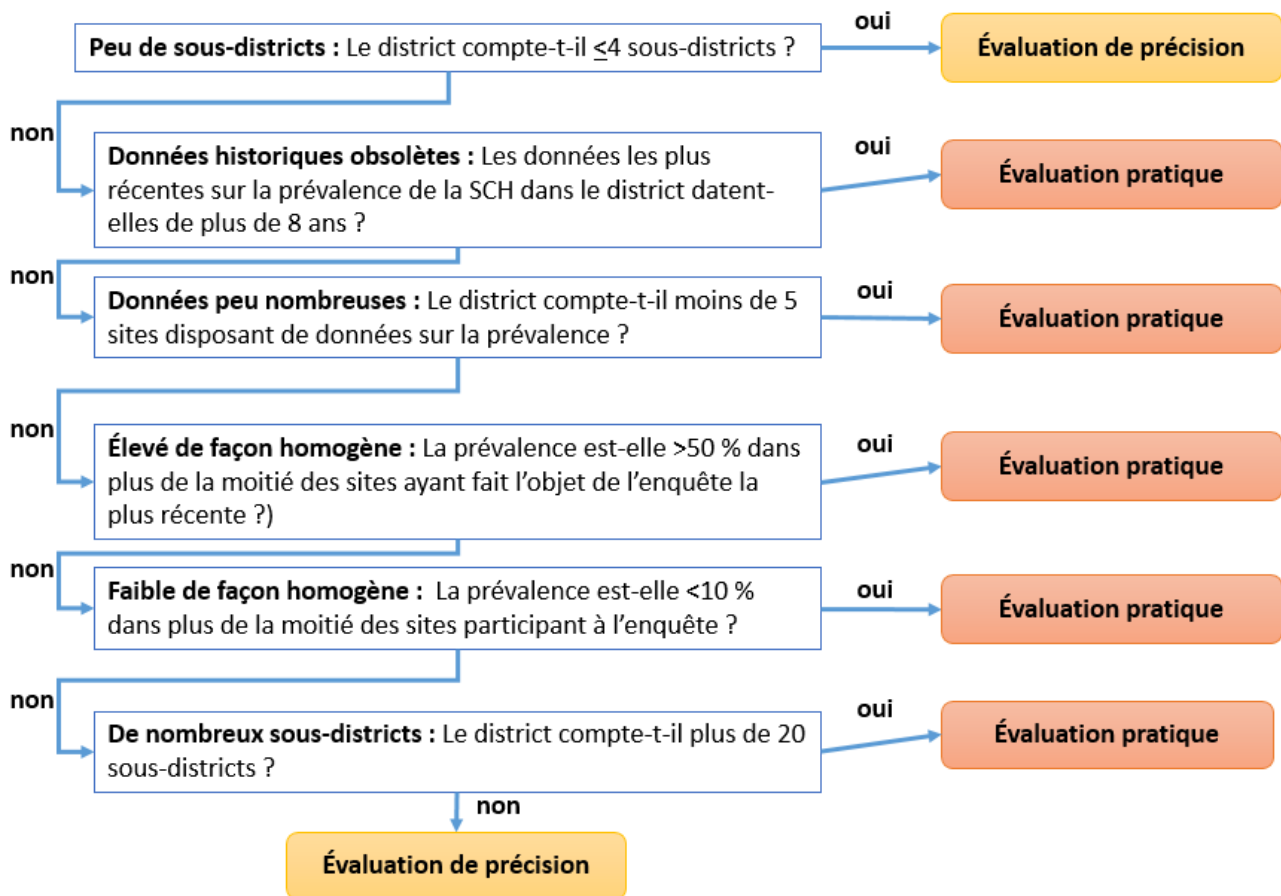 oui
Peu de sous-districts : Le district compte-t-il ≤4 sous-districts ?
Évaluation de précision
non
Données historiques obsolètes : Les données les plus
récentes sur la prévalence de la SCH dans le district datent-
elles de plus de 8 ans ?
oui
Évaluation pratique
non
Données peu nombreuses : Le district compte-t-il moins de 5
sites disposant de données sur la prévalence ?
oui
Évaluation pratique
non
Élevé de façon homogène : La prévalence est-elle >50 % dans
plus de la moitié des sites ayant fait l’objet de l’enquête la
plus récente ?)
oui
Évaluation pratique
non
Faible de façon homogène :  La prévalence est-elle <10 %
dans plus de la moitié des sites participant à l’enquête ?
oui
Évaluation pratique
non
De nombreux sous-districts : Le district compte-t-il plus de 20
sous-districts ?
oui
Évaluation pratique
non
Évaluation de précision